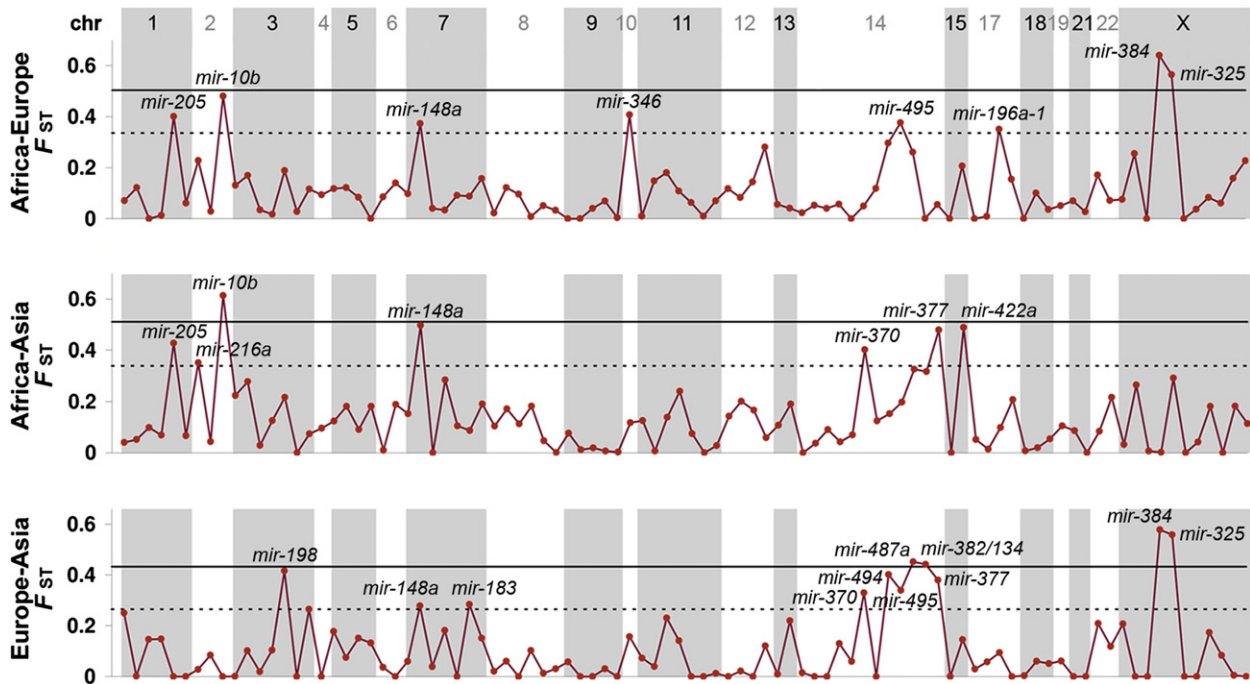 chr 1 2 3 4 5 6 7 8 9 10 11 12 13 14 15 17 18 19 21 22 X
Africa-Europe
F ST
0.6
0.4
0.2
0
mir-205
mir-10b
mir-148a
mir-346
mir-495
mir-196a-1
mir-384
mir-325
Africa-Asia
F ST
0.6
0.4
0.2
0
mir-205
mir-216a
mir-10b
mir-148a
mir-370
mir-377
mir-422a
Europe-Asia
F ST
0.6
0.4
0.2
0
mir-198
mir-148a
mir-183
mir-370
mir-494
mir-487a
mir-495
mir-382/134
mir-377
mir-384
mir-325